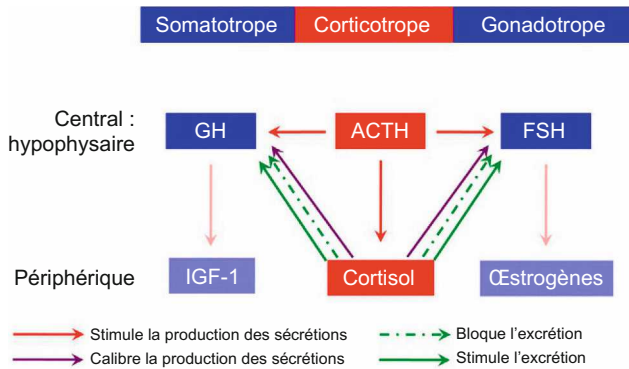 Somatotrope Corticotrope Gonadotrope
Central :
hypophysaire
GH ACTH FSH
Périphérique IGF-1 Cortisol Œstrogènes
Stimule la production des sécrétions Bloque l’excrétion
Calibre la production des sécrétions Stimule l’excrétion